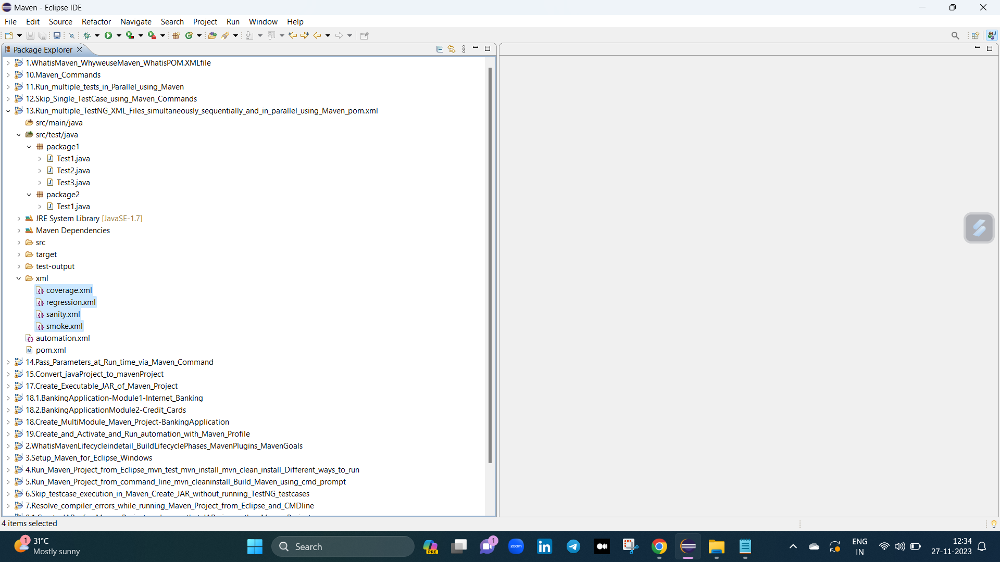 Maven - Eclipse IDE
File Edit Source Refactor Navigate Search Project Run Window Help
Package Explorer
1.WhatisMaven_WhyweuseMaven_WhatisPOM.XMLfile
10.Maven_Commands
11.Run_multiple_tests_in_Parallel_using_Maven
12.Skip_Single_TestCase_using_Maven_Commands
13.Run_multiple_TestNG_XML_Files_simultaneously_sequentially_and_in_parallel_using_Maven_pom.xml
src/main/java
src/test/java
package1
Test1.java
Test2.java
Test3.java
package2
Test1.java
JRE System Library [JavaSE-1.7]
Maven Dependencies
src
target
test-output
xml
coverage.xml
regression.xml
sanity.xml
smoke.xml
automation.xml
pom.xml
14.Pass_Parameters_at_Run_time_via_Maven_Command
15.Convert_javaProject_to_mavenProject
17.Create_Executable_JAR_of_Maven_Project
18.1.BankingApplication-Module1-Internet_Banking
18.2.BankingApplicationModule2-Credit_Cards
18.Create_MultiModule_Maven_Project-BankingApplication
19.Create_and_Activate_and_Run_automation_with_Maven_Profile
2.WhatisMavenLifecycleindetail_BuildLifecyclePhases_MavenPlugins_MavenGoals
3.Setup_Maven_for_Eclipse_Windows
4.Run_Maven_Project_from_Eclipse_mvn_test_mvn_install_mvn_clean_install_Different_ways_to_run
5.Run_Maven_Project_from_command_line_mvn_cleaninstall_Build_Maven_using_cmd_prompt
6.Skip_testcase_execution_in_Maven_Create_JAR_without_running_TestNG_testcases
7.Resolve_compiler_errors_while_running_Maven_Project_from_Eclipse_and_CMDline
4 items selected
1
31°C
Mostly sunny
Search
PRE
1
zoom
in
ENG
IN
12:34
27-11-2023